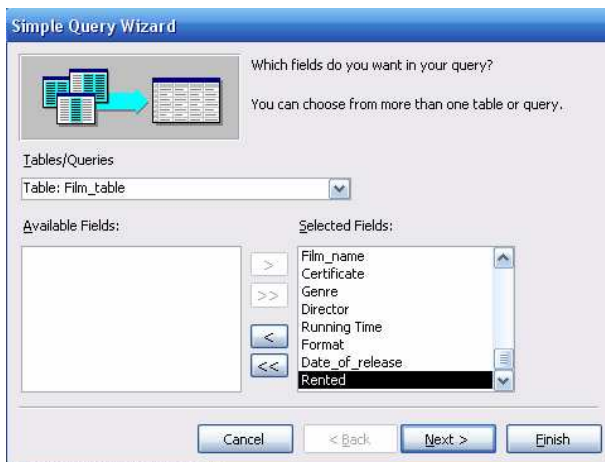 Simple Query Wizard
Which fields do you want in your query?
You can choose from more than one table or query.
Tables/Queries
Table: Film_table
Available Fields:
Selected Fields:
>
>>
<
<<
Film_name
Certificate
Genre
Director
Running Time
Format
Date_of_release
Rented
Cancel
< Back
Next >
Finish